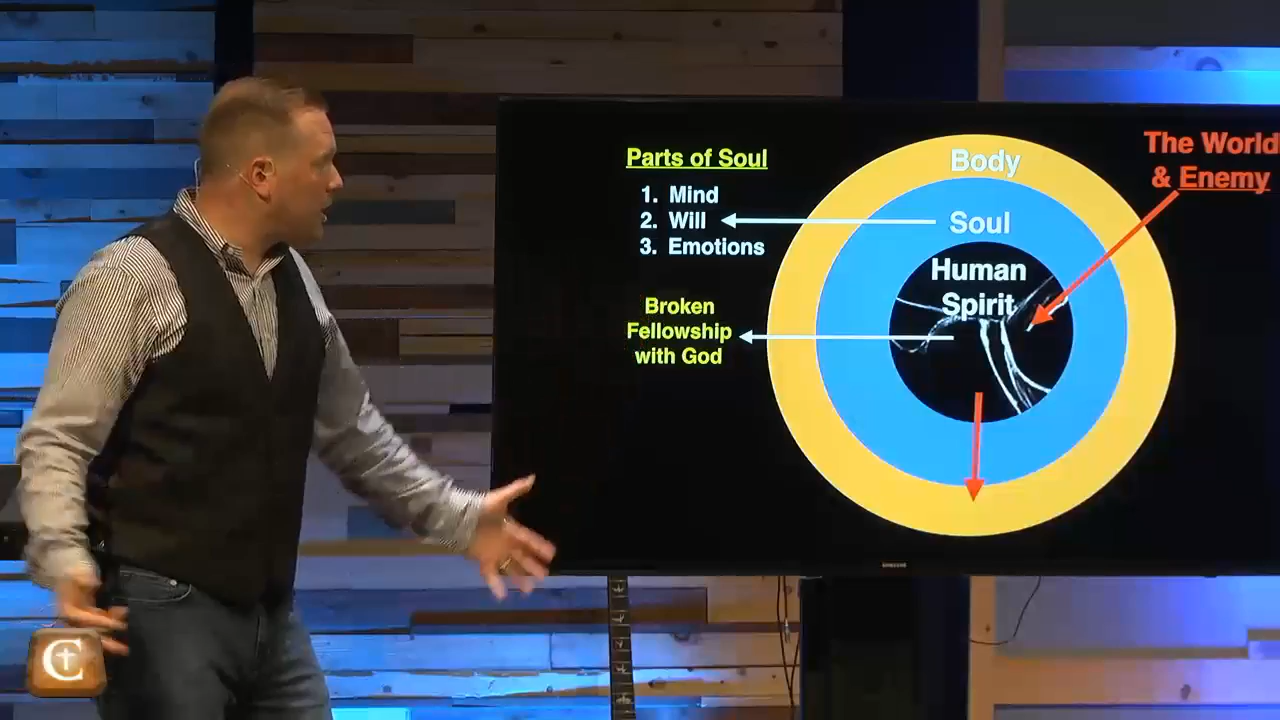 Parts of Soul
1. Mind
2. Will
3. Emotions
Broken
Fellowship
with God
Body
Soul
Human
Spirit
The World
& Enemy
SAMSUNG
C